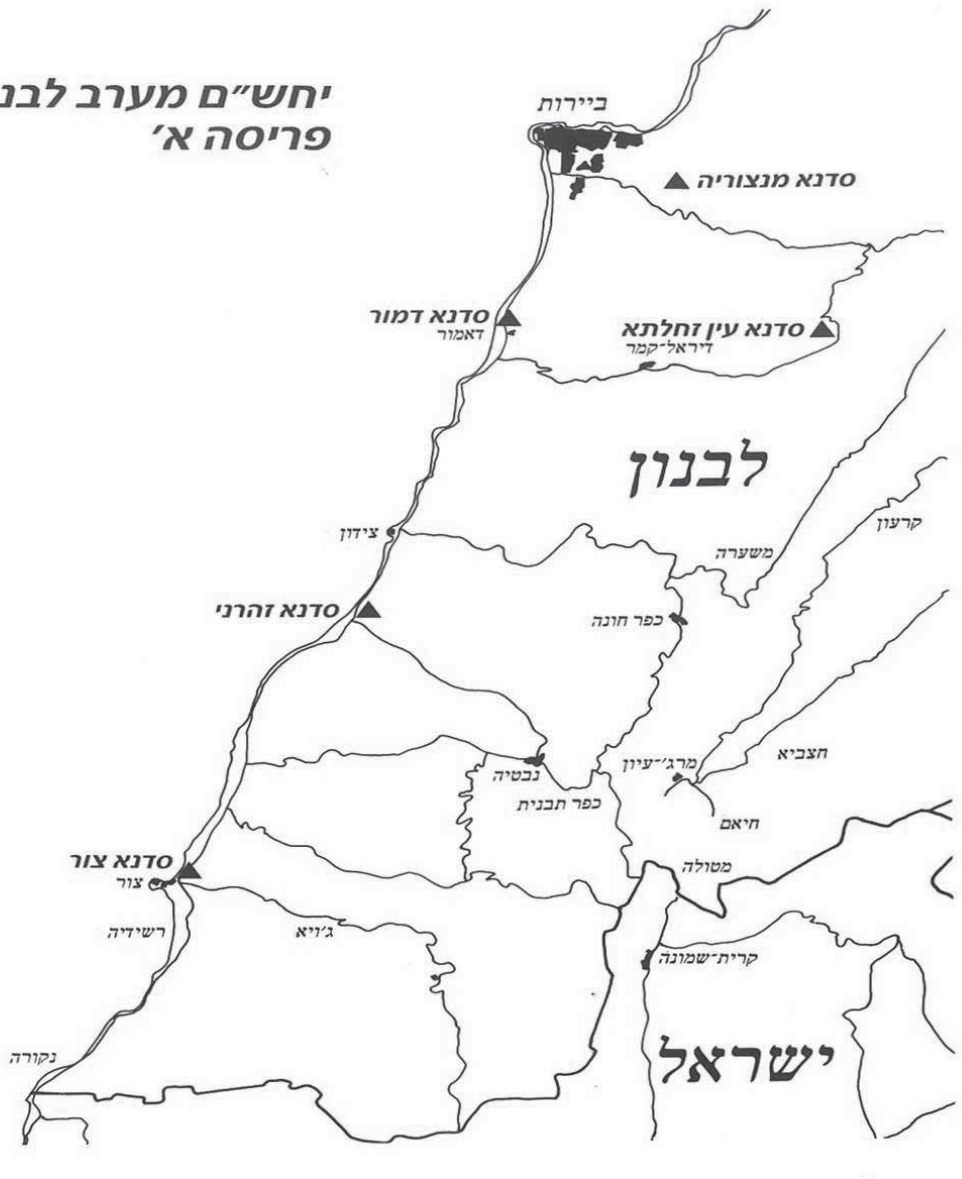 יחש״ם מערב לבנ
פריסה א׳
ביירות
סדנא מנצוריה
סדנא דמור
דאמור
סדנא עין זחלתא
דיראל־קמר
לבנון
קרעון
צידון
משערה
סדנא זהרני
כפר חונה
חצביא
מרג׳־עיון
נבטיה
כפר תבנית
חיאם
מטולה
סדנא צור
צור
רשידיה
ג׳ויא
קרית־שמונה
ישראל
נקורה